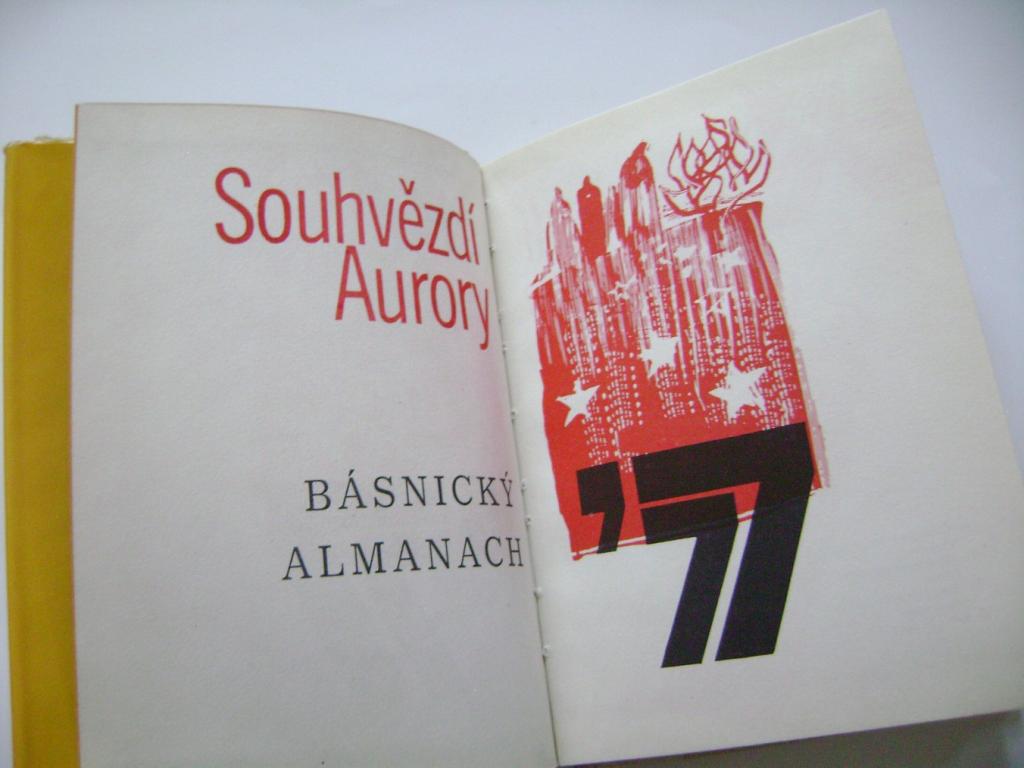 Souhvězdí
Aurory
BÁSNICKÝ
ALMANACH
'77